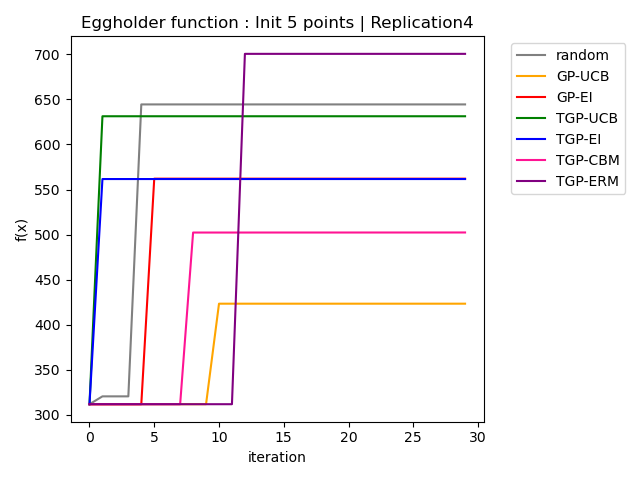 Eggholder function : Init 5 points | Replication4
700
650
600
550
500
450
400
350
300
f(x)
0
5
10
15
20
25
30
iteration
random
GP-UCB
GP-EI
TGP-UCB
TGP-EI
TGP-CBM
TGP-ERM